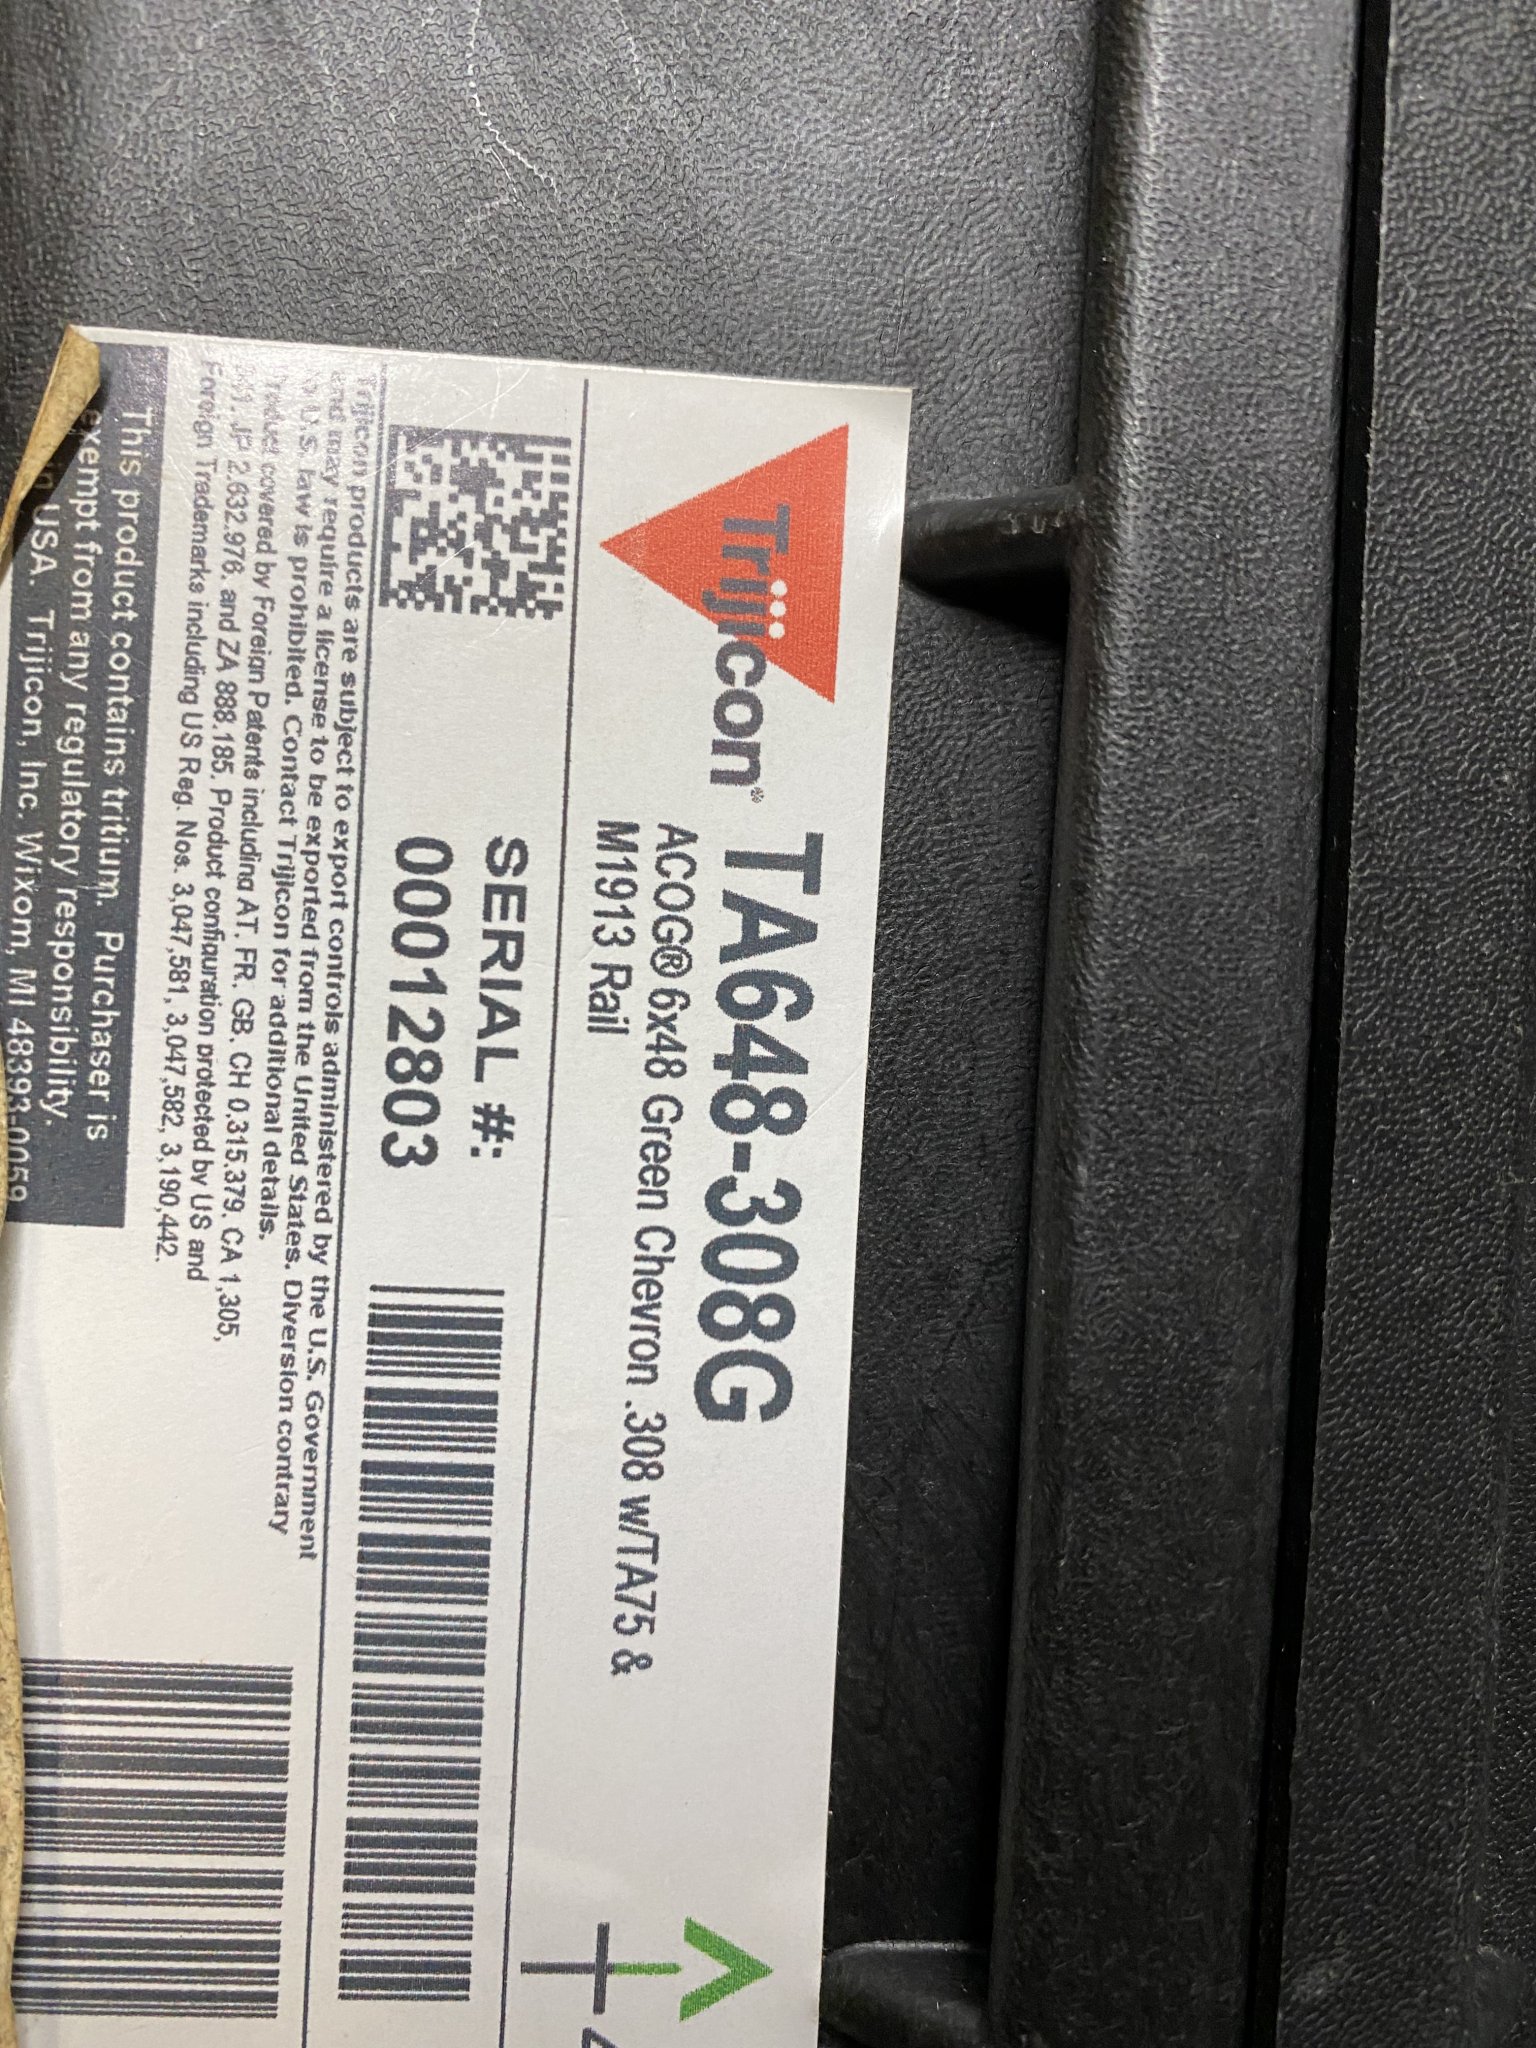 Trijicon®
TA648-308G
ACOG® 6x48 Green Chevron .308 w/TA75 &
M1913 Rail
4
SERIAL #:
00012803
Trijicon products are subject to export controls administered by the U.S. Government
and may require a license to be exported from the United States. Diversion contrary
to U.S. law is prohibited. Contact Trijicon for additional details.
Product covered by Foreign Patents including AT, FR, GB, CH 0,315,379, CA 1,305,
JP 2,632,976, and ZA 888,185. Product configuration protected by US and
Foreign Trademarks including US Reg. Nos. 3,047,581, 3,047,582, 3,190,442.
This product contains tritium. Purchaser is
exempt from any regulatory responsibility.
USA. Trijicon, Inc. Wixom, MI 48393-0059